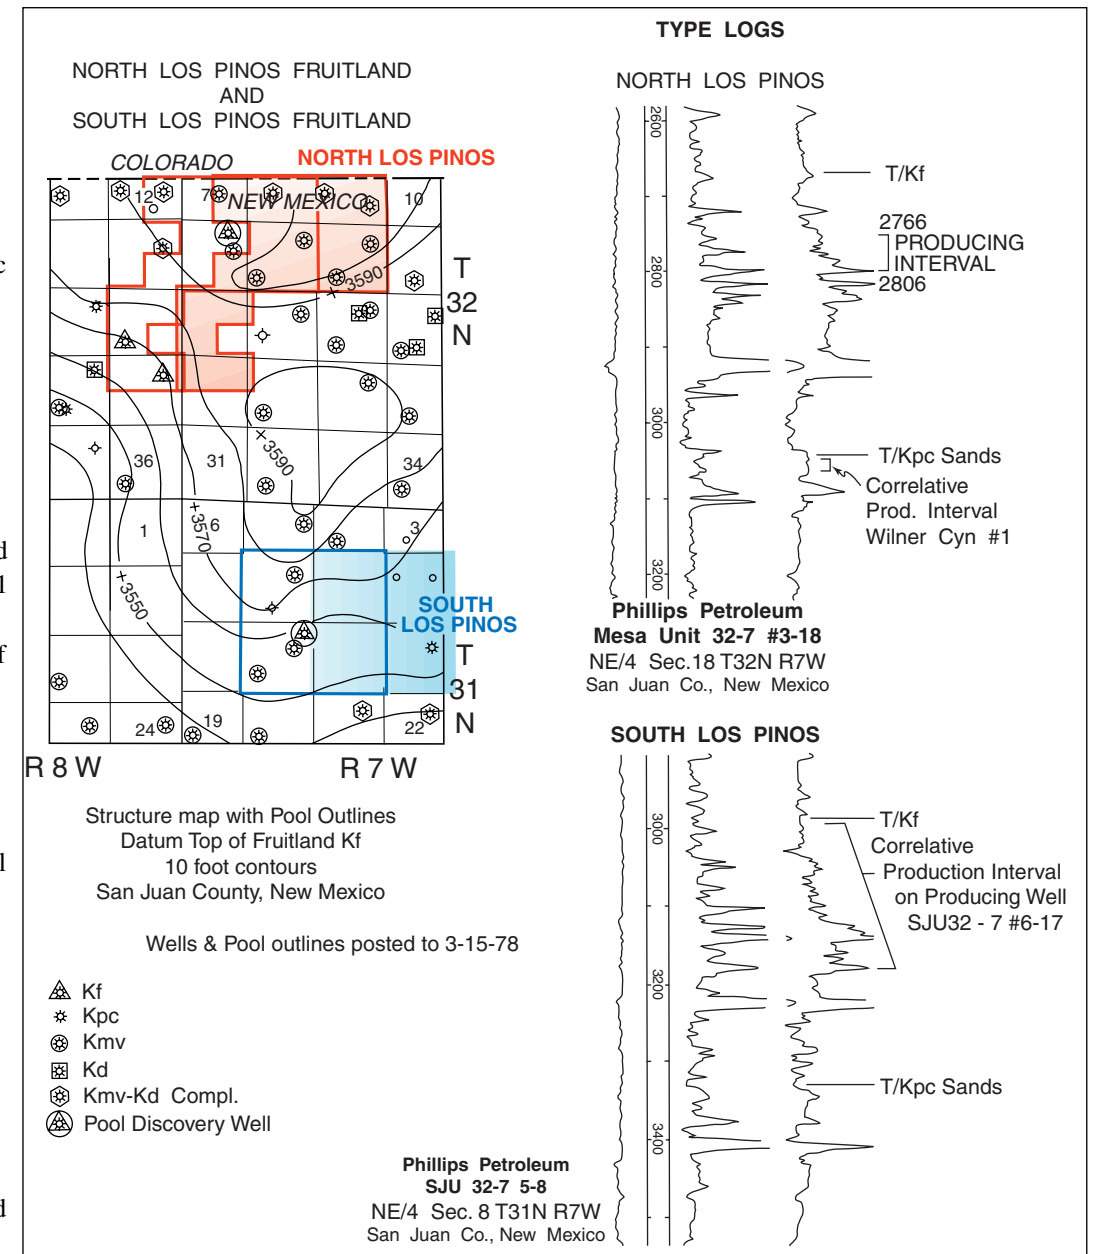 TYPE LOGS
NORTH LOS PINOS FRUITLAND
AND
SOUTH LOS PINOS FRUITLAND
COLORADO
NORTH LOS PINOS
NEW MEXICO
12
7
10
3590
T
32
N
3590
36
31
34
1
6
3
3570
3550
SOUTH
LOS PINOS
T
31
N
24
19
22
R 8 W
R 7 W
Structure map with Pool Outlines
Datum Top of Fruitland Kf
10 foot contours
San Juan County, New Mexico
Wells & Pool outlines posted to 3-15-78
Kf
Kpc
Kmv
Kd
Kmv-Kd Compl.
Pool Discovery Well
NORTH LOS PINOS
2600
T/Kf
2766
PRODUCING
INTERVAL
2800
2806
3000
T/Kpc Sands
Correlative
Prod. Interval
Wilner Cyn #1
3200
Phillips Petroleum
Mesa Unit 32-7 #3-18
NE/4 Sec.18 T32N R7W
San Juan Co., New Mexico
SOUTH LOS PINOS
3000
T/Kf
Correlative
Production Interval
on Producing Well
SJU32 - 7 #6-17
3200
T/Kpc Sands
3400
Phillips Petroleum
SJU 32-7 5-8
NE/4 Sec. 8 T31N R7W
San Juan Co., New Mexico
c
d
l
f
l
d